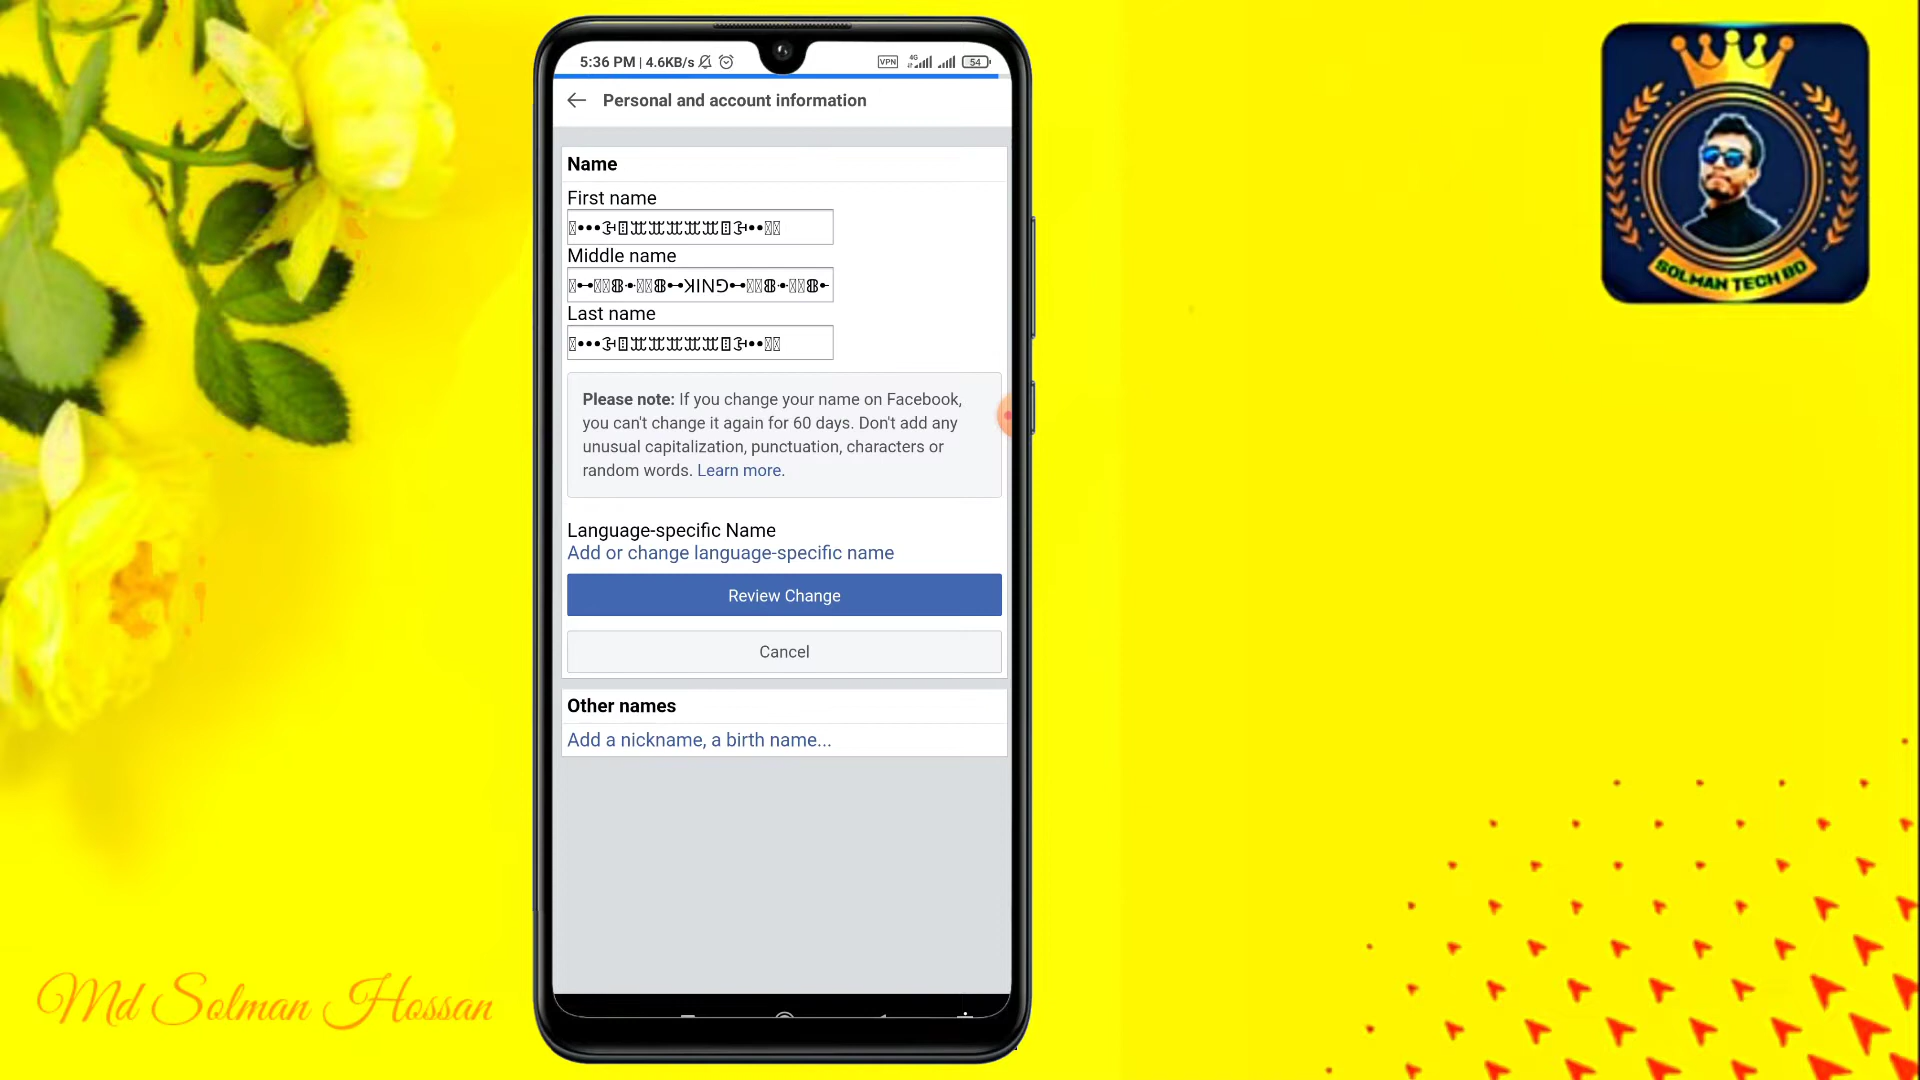 5:36 PM | 4.6KB/s
VPN 4G 54
Personal and account information
Name
First name
Middle name
Last name
Please note: If you change your name on Facebook,
you can't change it again for 60 days. Don't add any
unusual capitalization, punctuation, characters or
random words. Learn more.
Language-specific Name
Add or change language-specific name
Review Change
Cancel
Other names
Add a nickname, a birth name...
SOLMAN TECH BD
Md Solman Hossan